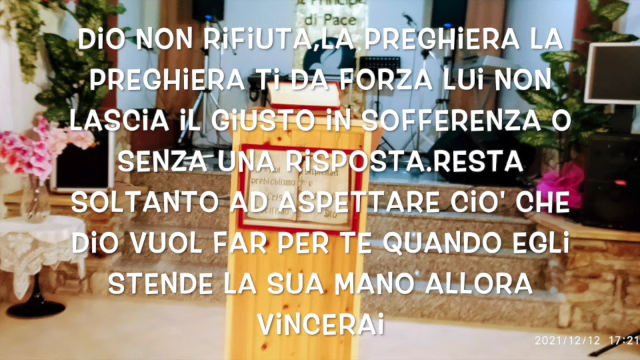 Principe
di Pace
DiO NON RiFiUTA,LA PREGHiERA LA
PREGHiERA Ti DA FORZA LUi NON
LASCiA iL GiUSTO iN SOFFERENZA O
SENZA UNA RiSPOSTA.RESTA
SOLTANTO AD ASPETTARE CiO' CHE
DiO VUOL FAR PER TE QUANDO EGLi
STENDE LA SUA MANO ALLORA
ViNCERAi
2021/12/12 17:21